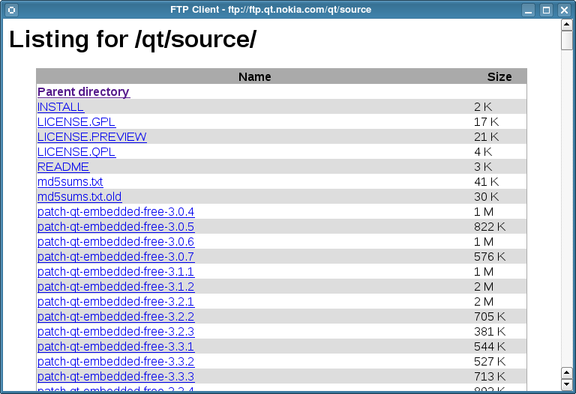 FTP Client - ftp://ftp.qt.nokia.com/qt/source
Listing for /qt/source/
Name Size
Parent directory
INSTALL 2 K
LICENSE.GPL 17 K
LICENSE.PREVIEW 21 K
LICENSE.QPL 4 K
README 3 K
md5sums.txt 41 K
md5sums.txt.old 30 K
patch-qt-embedded-free-3.0.4 1 M
patch-qt-embedded-free-3.0.5 822 K
patch-qt-embedded-free-3.0.6 1 M
patch-qt-embedded-free-3.0.7 576 K
patch-qt-embedded-free-3.1.1 1 M
patch-qt-embedded-free-3.1.2 2 M
patch-qt-embedded-free-3.2.1 2 M
patch-qt-embedded-free-3.2.2 705 K
patch-qt-embedded-free-3.2.3 381 K
patch-qt-embedded-free-3.3.1 544 K
patch-qt-embedded-free-3.3.2 527 K
patch-qt-embedded-free-3.3.3 713 K